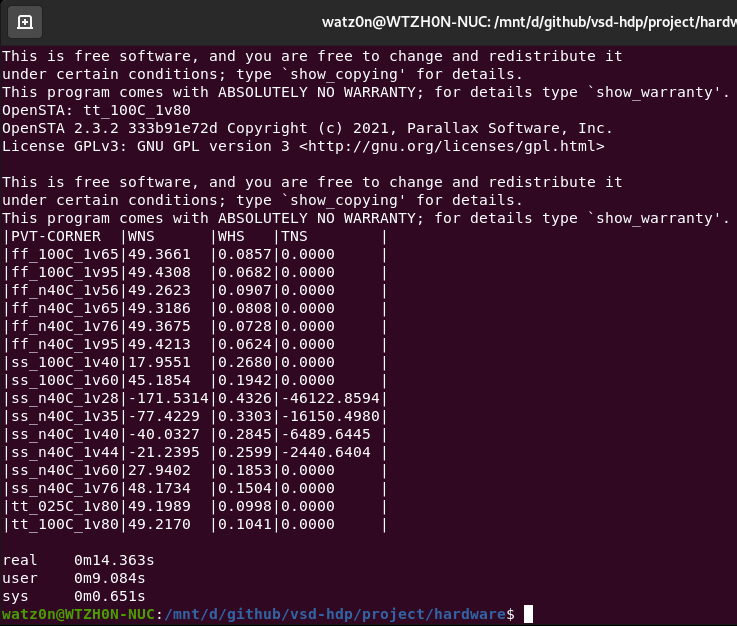 watz0n@WTZH0N-NUC: /mnt/d/github/vsd-hdp/project/hardw
This is free software, and you are free to change and redistribute it
under certain conditions; type `show_copying' for details.
This program comes with ABSOLUTELY NO WARRANTY; for details type `show_warranty'.
OpenSTA: tt_100C_1v80
OpenSTA 2.3.2 333b91e72d Copyright (c) 2021, Parallax Software, Inc.
License GPLv3: GNU GPL version 3 <http://gnu.org/licenses/gpl.html>

This is free software, and you are free to change and redistribute it
under certain conditions; type `show_copying' for details.
This program comes with ABSOLUTELY NO WARRANTY; for details type `show_warranty'.
|PVT-CORNER  |WNS      |WHS   |TNS        |
|ff_100C_1v65|49.3661  |0.0857|0.0000     |
|ff_100C_1v95|49.4308  |0.0682|0.0000     |
|ff_n40C_1v56|49.2623  |0.0907|0.0000     |
|ff_n40C_1v65|49.3186  |0.0808|0.0000     |
|ff_n40C_1v76|49.3675  |0.0728|0.0000     |
|ff_n40C_1v95|49.4213  |0.0624|0.0000     |
|ss_100C_1v40|17.9551  |0.2680|0.0000     |
|ss_100C_1v60|45.1854  |0.1942|0.0000     |
|ss_n40C_1v28|-171.5314|0.4326|-46122.8594|
|ss_n40C_1v35|-77.4229 |0.3303|-16150.4980|
|ss_n40C_1v40|-40.0327 |0.2845|-6489.6445 |
|ss_n40C_1v44|-21.2395 |0.2599|-2440.6404 |
|ss_n40C_1v60|27.9402  |0.1853|0.0000     |
|ss_n40C_1v76|48.1734  |0.1504|0.0000     |
|tt_025C_1v80|49.1989  |0.0998|0.0000     |
|tt_100C_1v80|49.2170  |0.1041|0.0000     |

real    0m14.363s
user    0m9.084s
sys     0m0.651s
watz0n@WTZH0N-NUC:/mnt/d/github/vsd-hdp/project/hardware$